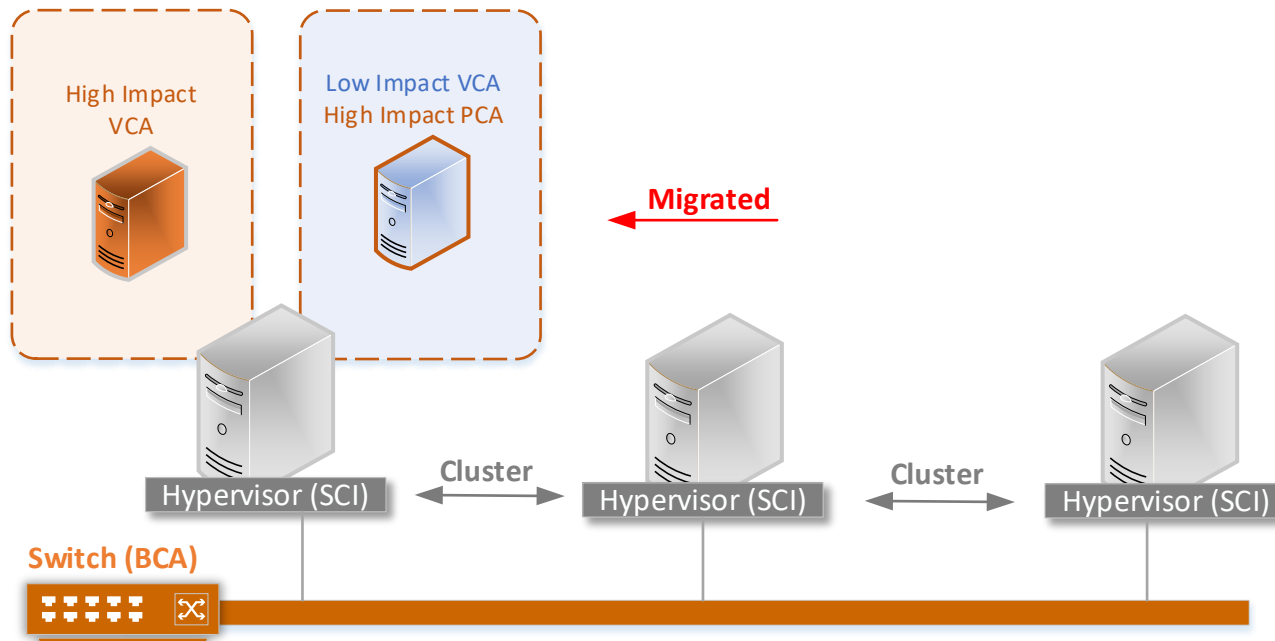 High Impact
VCA
Low Impact VCA
High Impact PCA
Migrated
Cluster
Cluster
Hypervisor (SCI)
Hypervisor (SCI)
Hypervisor (SCI)
Switch (BCA)